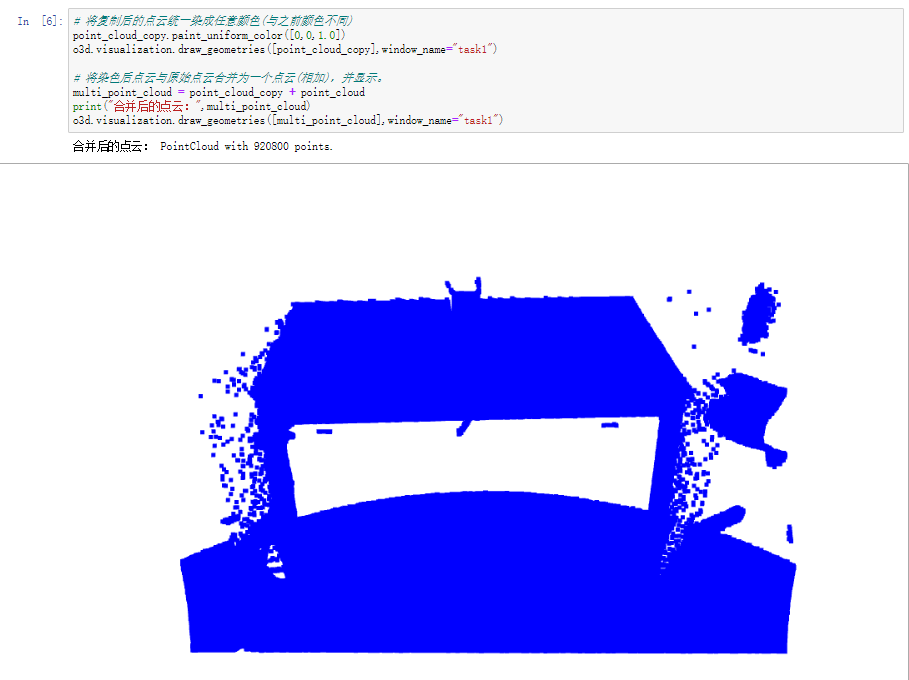 In [6]:
# 将复制后的点云统一染成任意颜色(与之前颜色不同)
point_cloud_copy.paint_uniform_color([0,0,1.0])
o3d.visualization.draw_geometries([point_cloud_copy],window_name="task1")
# 将染色后点云与原始点云合并为一个点云(相加), 并显示。
multi_point_cloud = point_cloud_copy + point_cloud
print("合并后的点云: ",multi_point_cloud)
o3d.visualization.draw_geometries([multi_point_cloud],window_name="task1")
合并后的点云:  PointCloud with 920800 points.